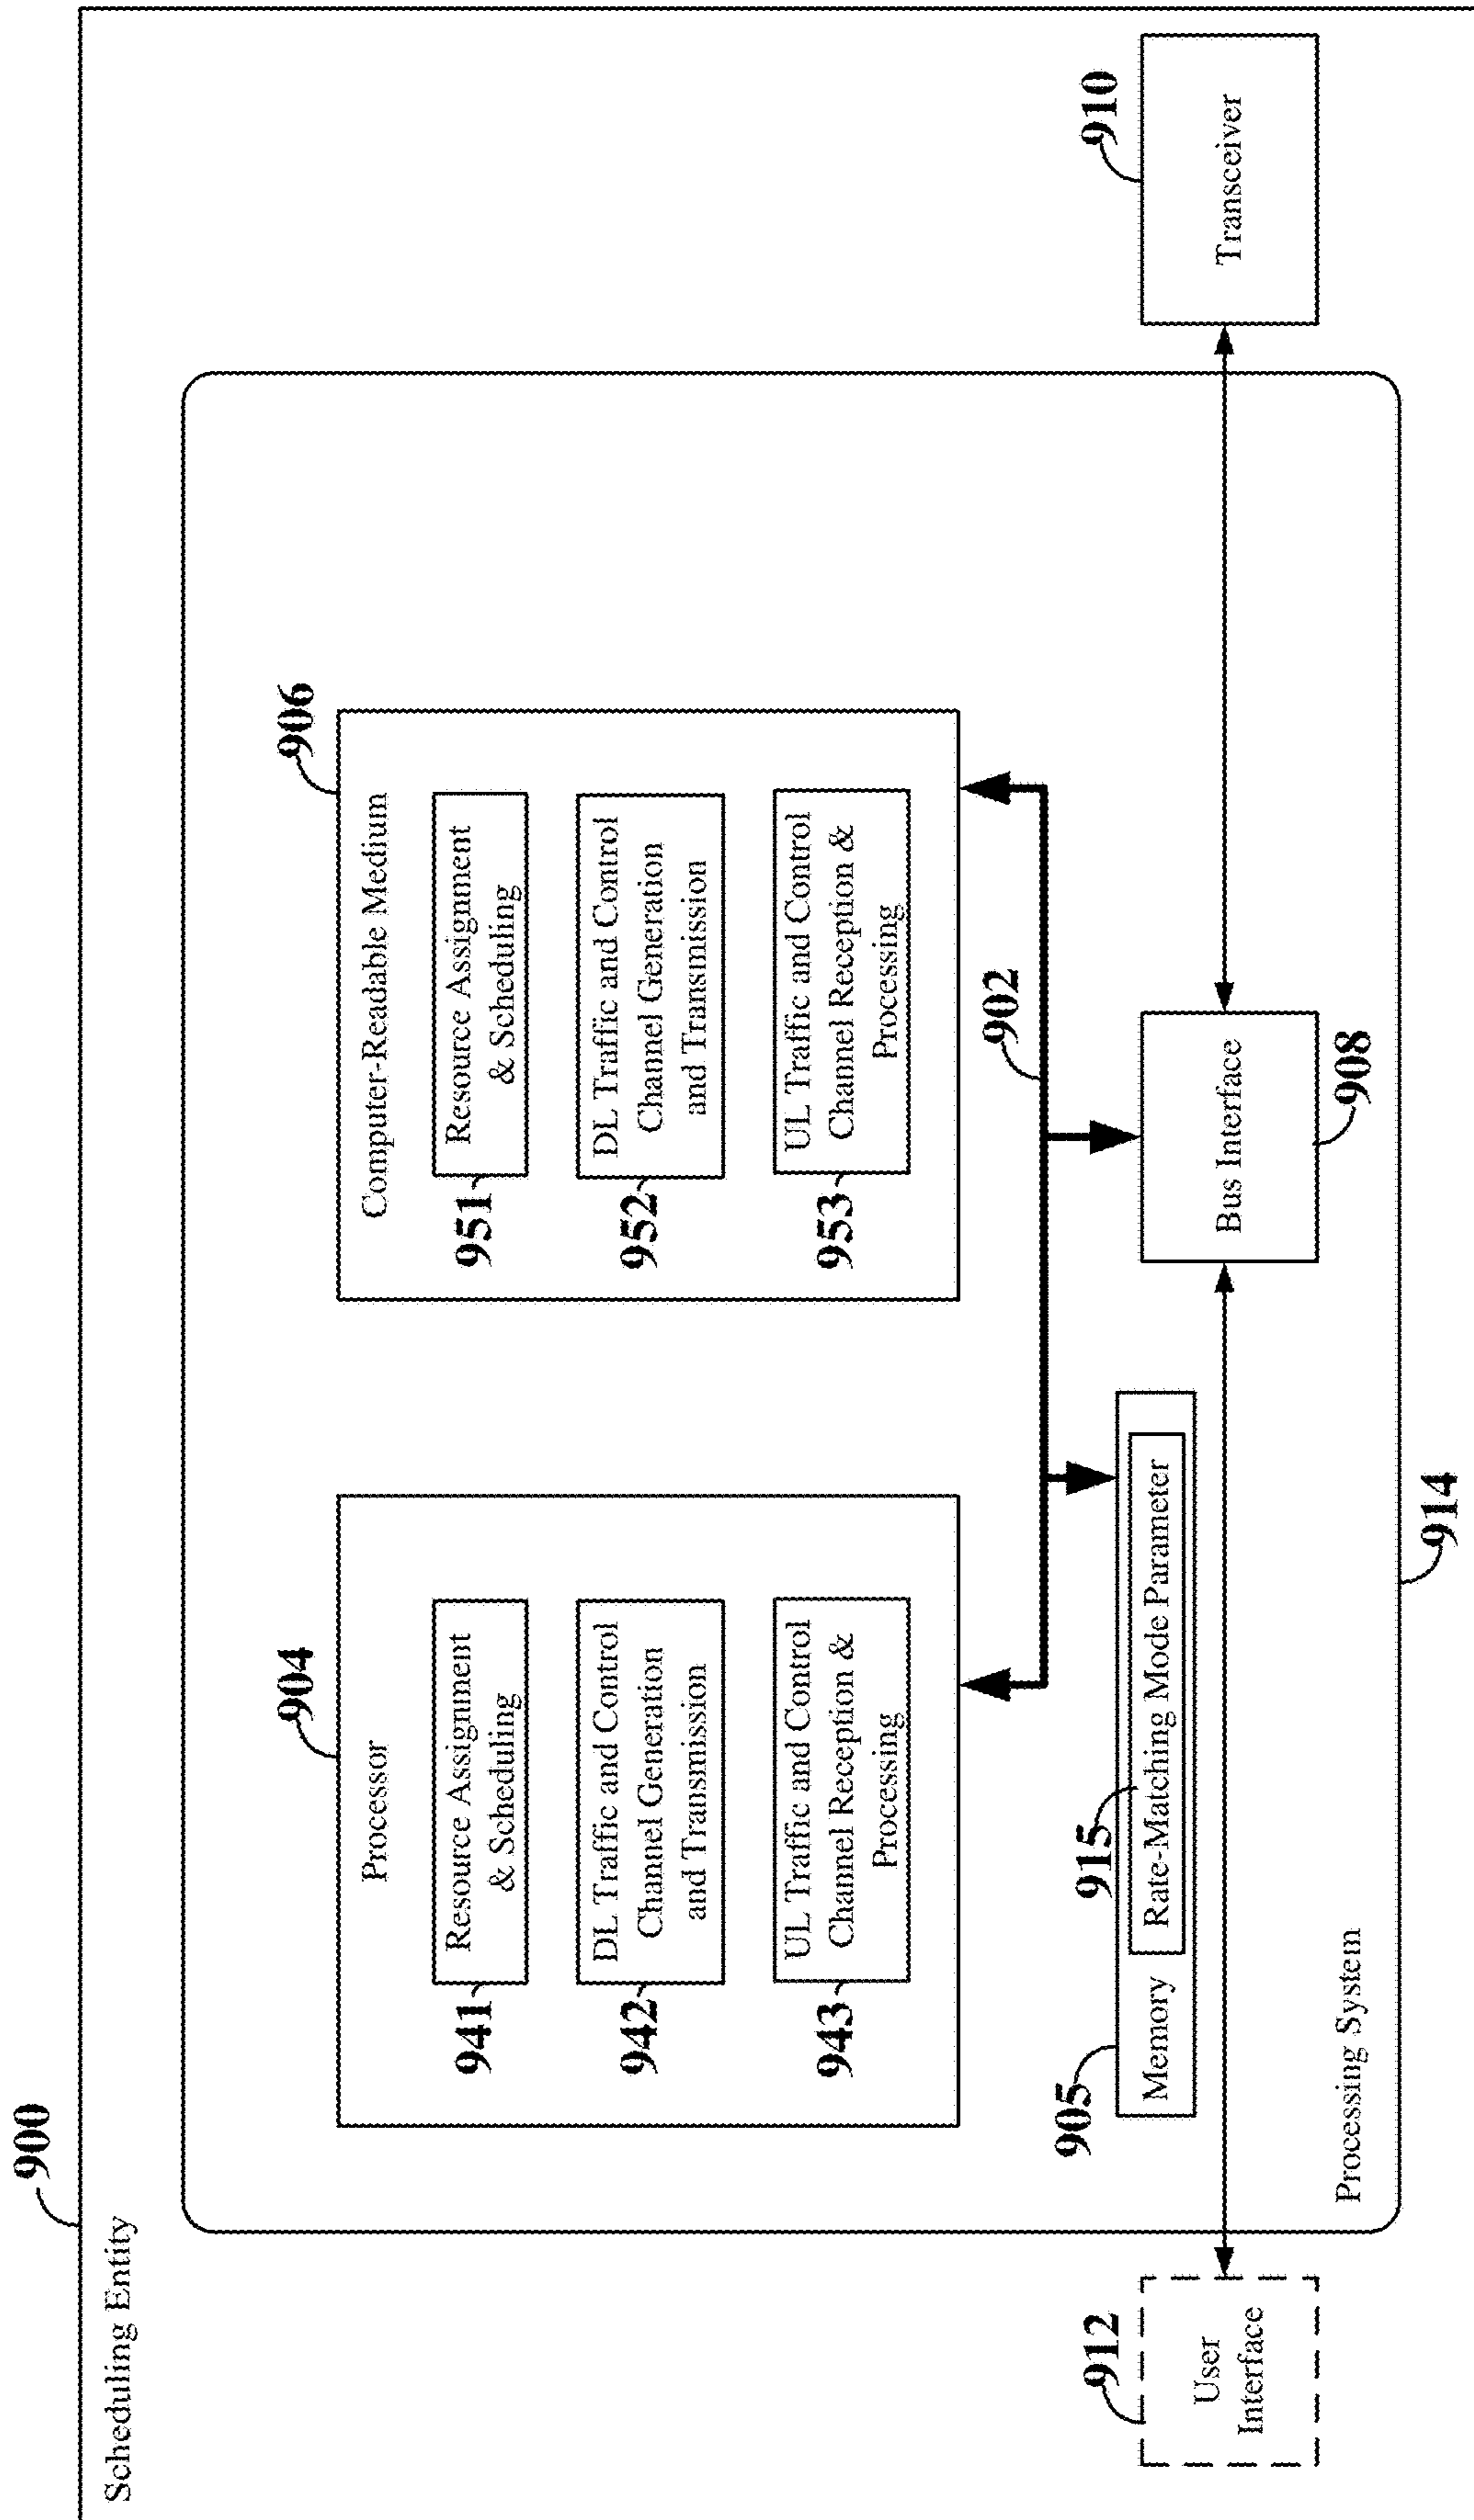 900
Scheduling Entity
904
906
Processor
Computer-Readable Medium
941
Resource Assignment
& Scheduling
951
Resource Assignment
& Scheduling
942
DL Traffic and Control
Channel Generation
and Transmission
952
DL Traffic and Control
Channel Generation
and Transmission
943
UL Traffic and Control
Channel Reception &
Processing
953
UL Traffic and Control
Channel Reception &
Processing
902
905
915
Memory
Rate-Matching Mode Parameter
912
User
Interface
Bus Interface
908
910
Transceiver
Processing System
914